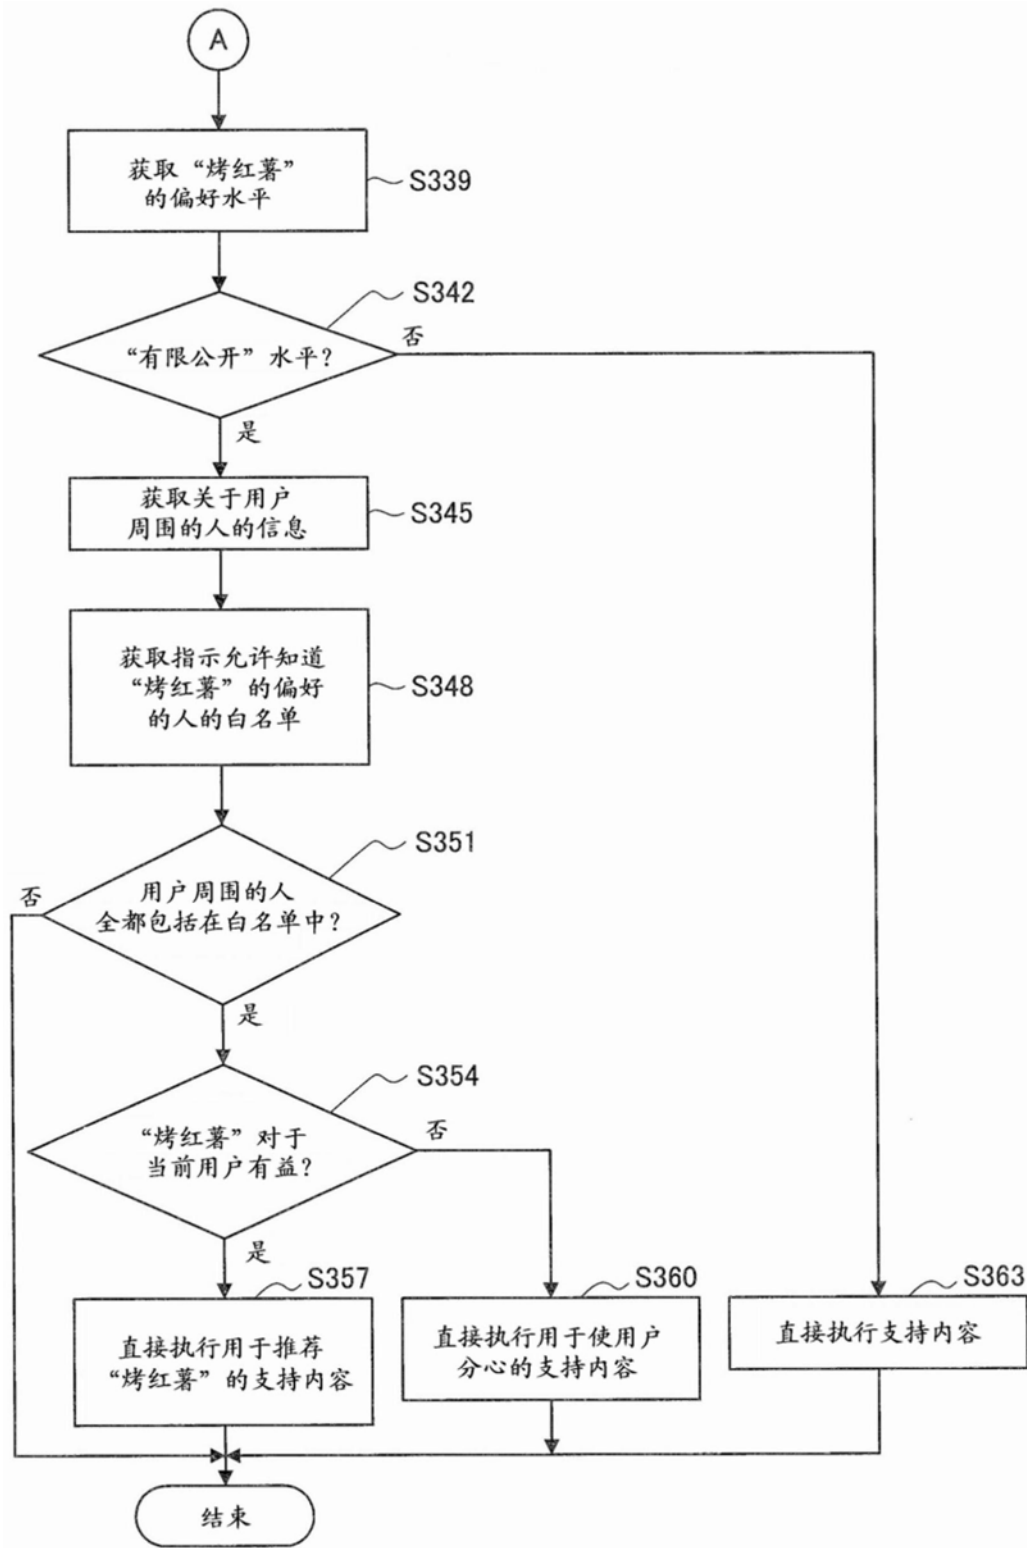 A
获取“烤红薯”
的偏好水平
S339
S342
“有限公开”水平？
否
是
获取关于用户
周围的人的信息
S345
获取指示允许知道
“烤红薯”的偏好
的人的白名单
S348
S351
否
用户周围的人
全都包括在白名单中？
是
S354
“烤红薯”对于
当前用户有益？
否
是
S357
S360
S363
直接执行用于推荐
“烤红薯”的支持内容
直接执行用于使用户
分心的支持内容
直接执行支持内容
结束